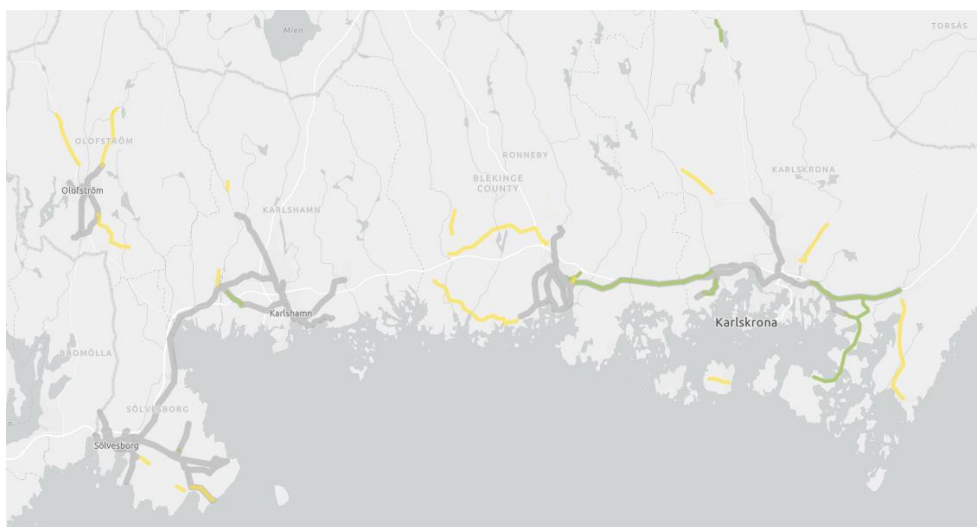 Mien
TORSÅS
OLOFSTRÖM
RONNEBY
BLEKINGE
COUNTY
KARLSKRONA
Olofström
KARLSHAMN
Karlshamn
Karlskrona
BROMÖLLA
SÖLVESBORG
Sölvesborg